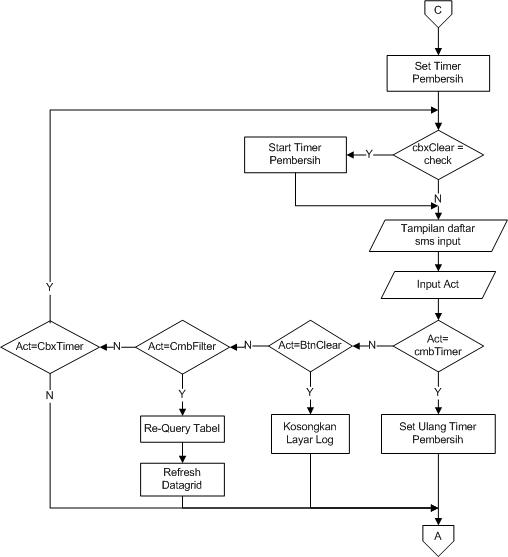 C
Set Timer
Pembersih
cbxClear =
check
Y
Start Timer
Pembersih
N
Tampilan daftar
sms input
Input Act
Act=
cmbTimer
N
Act=BtnClear
N
Act=CmbFilter
N
Act=CbxTimer
Y
N
Y
Y
Y
Re-Query Tabel
Refresh
Datagrid
Kosongkan
Layar Log
Set Ulang Timer
Pembersih
A